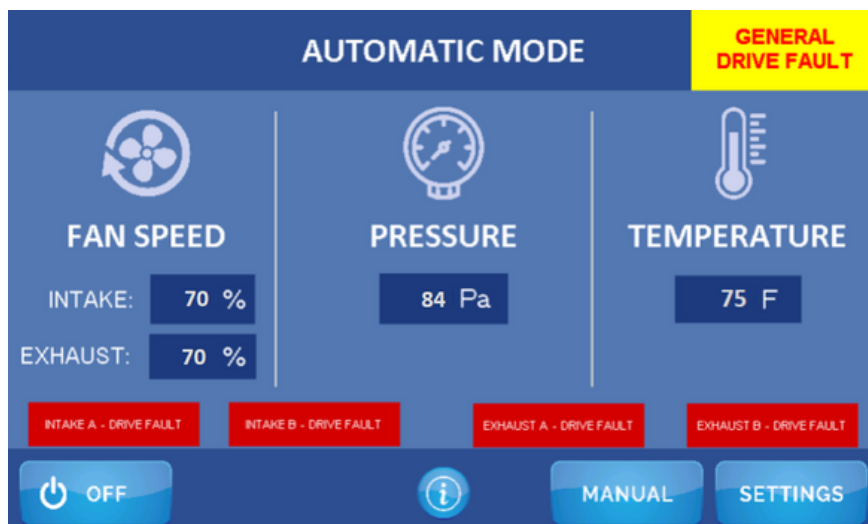 AUTOMATIC MODE
GENERAL
DRIVE FAULT
FAN SPEED
PRESSURE
TEMPERATURE
INTAKE: 70 %
84 Pa
75 F
EXHAUST: 70 %
INTAKE A - DRIVE FAULT
INTAKE B - DRIVE FAULT
EXHAUST A - DRIVE FAULT
EXHAUST B - DRIVE FAULT
OFF
i
MANUAL
SETTINGS